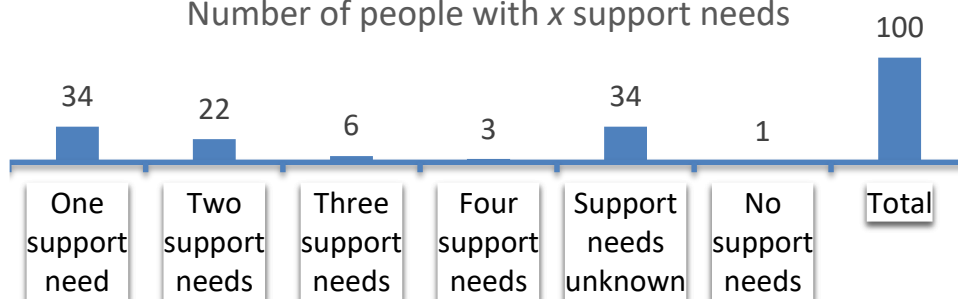 Number of people with x support needs
34
22
6
3
34
1
100
One
support
need
Two
support
needs
Three
support
needs
Four
support
needs
Support
needs
unknown
No
support
needs
Total